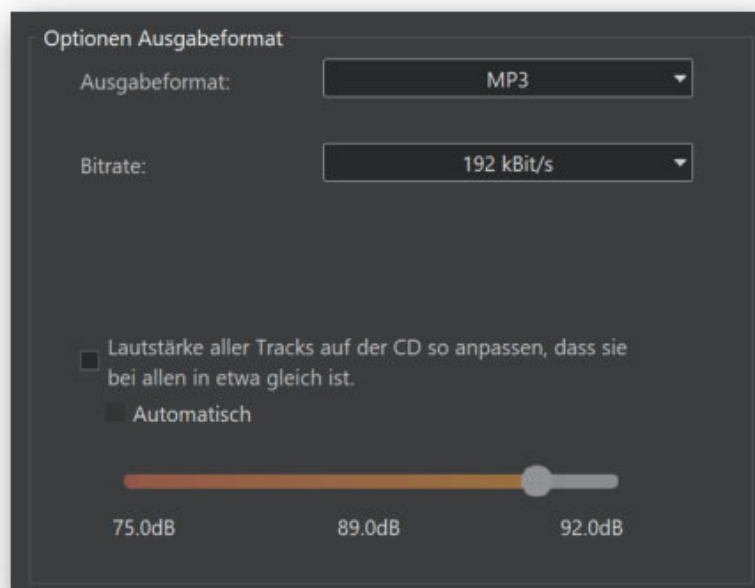 Optionen Ausgabeformat
Ausgabeformat:
MP3
Bitrate:
192 kBit/s
Lautstärke aller Tracks auf der CD so anpassen, dass sie
bei allen in etwa gleich ist.
Automatisch
75.0dB
89.0dB
92.0dB